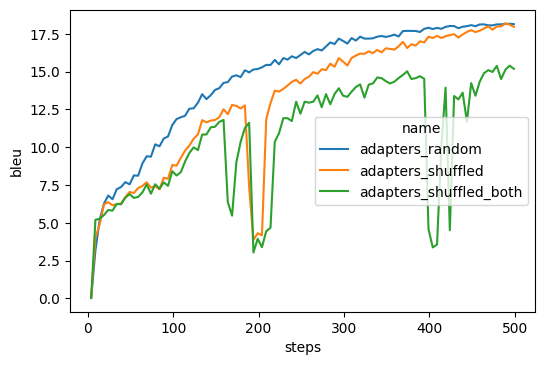 17.5
15.0
12.5
10.0
7.5
5.0
2.5
0.0
bleu
name
adapters_random
adapters_shuffled
adapters_shuffled_both
0
100
200
300
400
500
steps